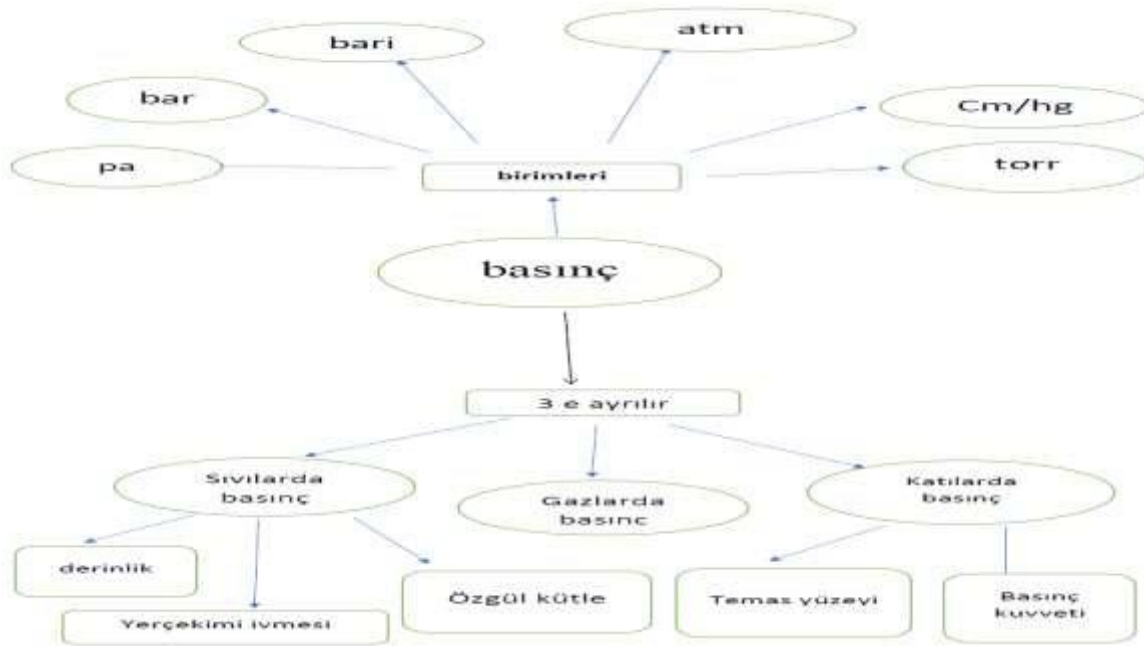 bari
atm
bar
Cm/hg
pa
birimleri
torr
basınç
3 e ayrılır
Sıvılarda
basınç
Gazlarda
basınc
Katılarda
basınç
derinlik
Yerçekimi ivmesi
Özgül kütle
Temas yüzeyi
Basınç
kuvveti